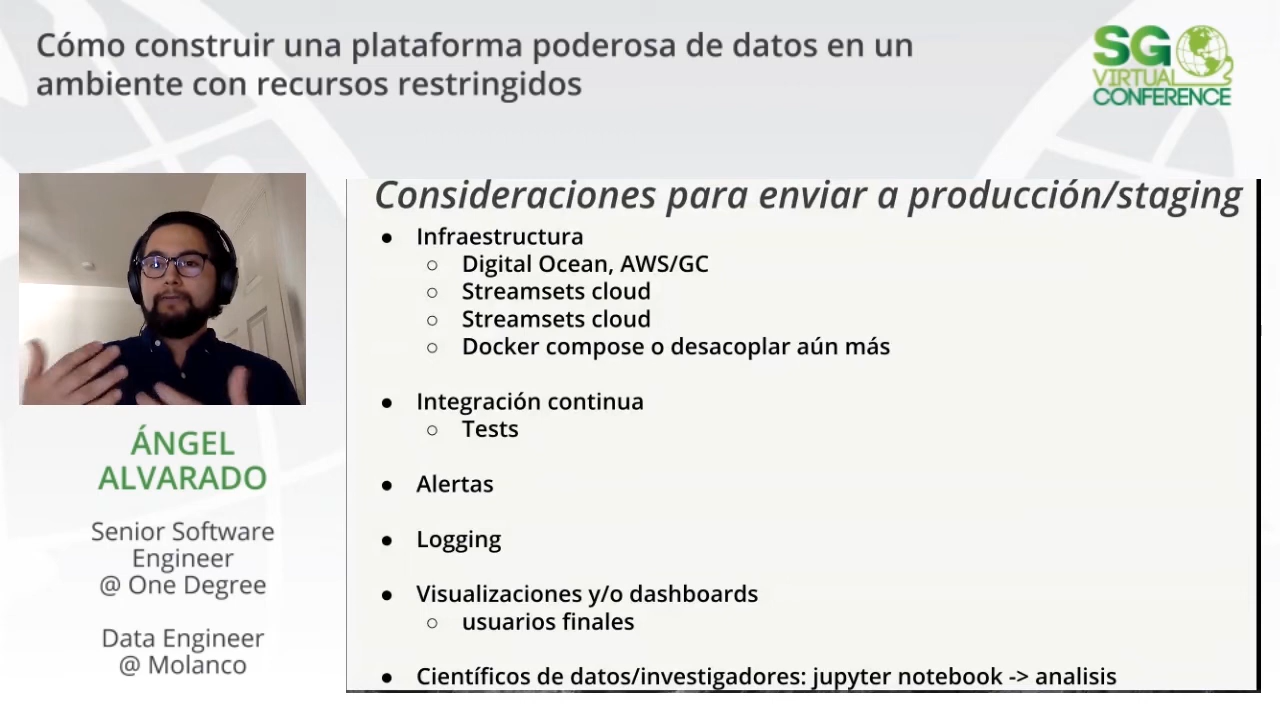 Cómo construir una plataforma poderosa de datos en un
ambiente con recursos restringidos
SG
VIRTUAL
CONFERENCE
ÁNGEL
ALVARADO
Senior Software
Engineer
@ One Degree
Data Engineer
@ Molanco
Consideraciones para enviar a producción/staging
● Infraestructura
○ Digital Ocean, AWS/GC
○ Streamsets cloud
○ Streamsets cloud
○ Docker compose o desacoplar aún más
● Integración continua
○ Tests
● Alertas
● Logging
● Visualizaciones y/o dashboards
○ usuarios finales
● Científicos de datos/investigadores: jupyter notebook -> analisis